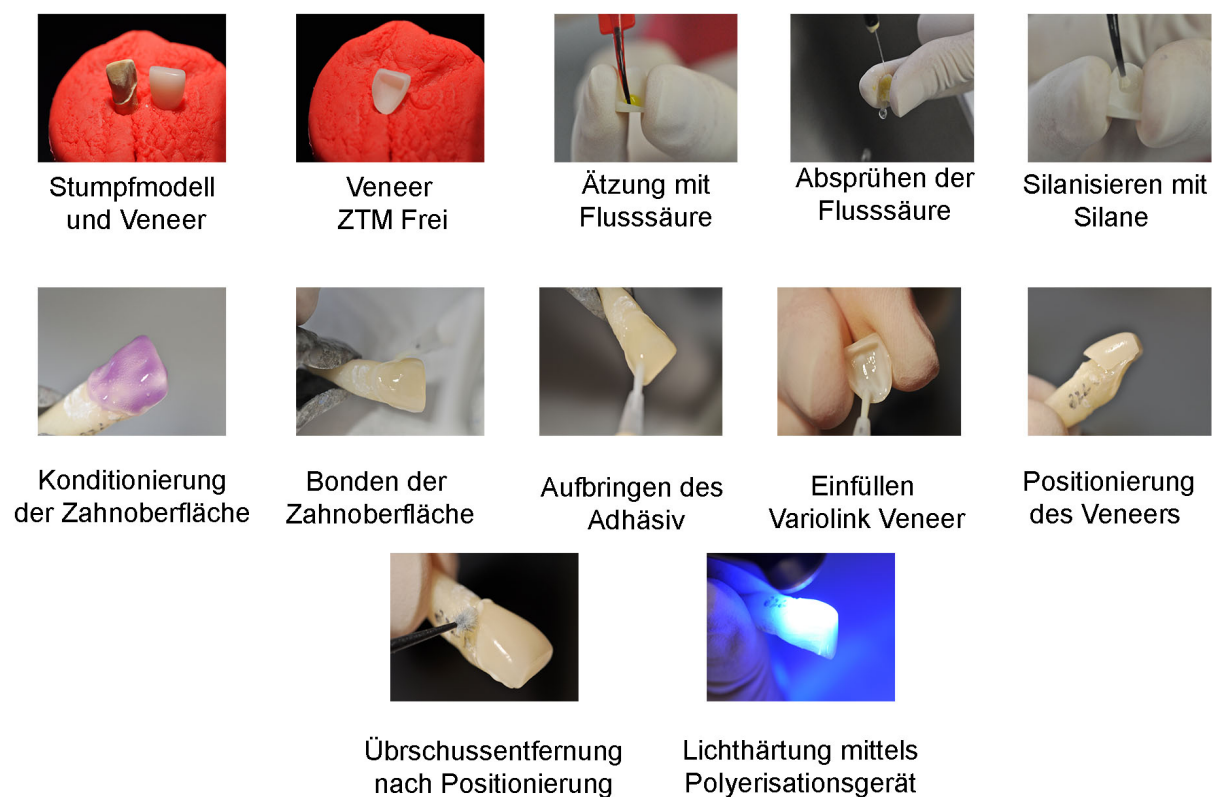 Stumpfmodell
und Veneer
Veneer
ZTM Frei
Ätzung mit
Flusssäure
Absprühen der
Flusssäure
Silanisieren mit
Silane
Konditionierung
der Zahnoberfläche
Bonden der
Zahnoberfläche
Aufbringen des
Adhäsiv
Einfüllen
Variolink Veneer
Positionierung
des Veneers
Übrschussentfernung
nach Positionierung
Lichthärtung mittels
Polyerisationsgerät